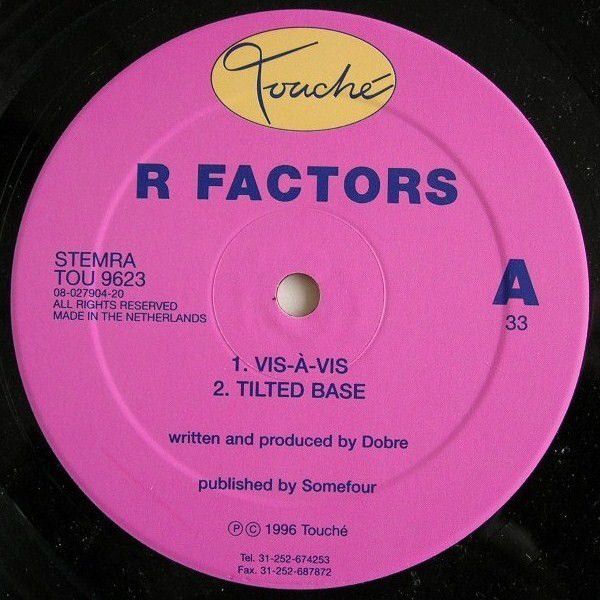 Touché
R FACTORS
STEMRA
TOU 9623
08-027904-20
ALL RIGHTS RESERVED
MADE IN THE NETHERLANDS
A
33
1. VIS-À-VIS
2. TILTED BASE
written and produced by Dobre
published by Somefour
Ⓟ Ⓒ 1996 Touché
Tel. 31-252-674253
Fax. 31-252-687872